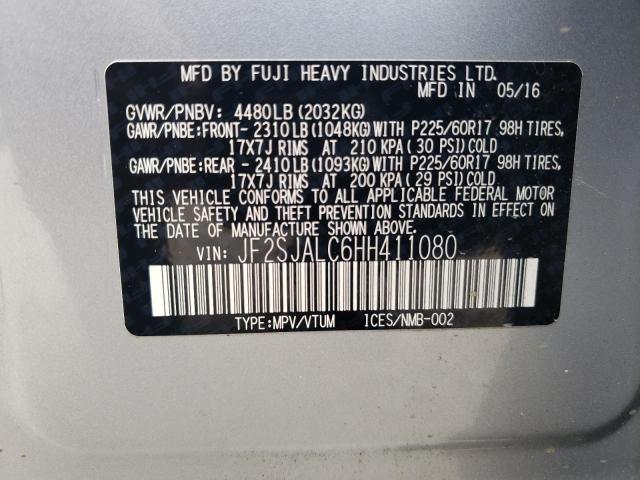 MFD BY FUJI HEAVY INDUSTRIES LTD.
MFD IN 05/16
GVWR/PNBV: 4480LB (2032KG)
GAWR/PNBE:FRONT- 2310LB (1048KG) WITH P225/60R17 98H TIRES,
17X7J RIMS AT 210 KPA ( 30 PSI) COLD
GAWR/PNBE:REAR - 2410LB (1093KG) WITH P225/60R17 98H TIRES,
17X7J RIMS AT 200 KPA ( 29 PSI) COLD
THIS VEHICLE CONFORMS TO ALL APPLICABLE FEDERAL MOTOR
VEHICLE SAFETY AND THEFT PREVENTION STANDARDS IN EFFECT ON
THE DATE OF MANUFACTURE SHOWN ABOVE.
VIN: JF2SJALC6HH411080
TYPE:MPV/VTUM ICES/NMB-002